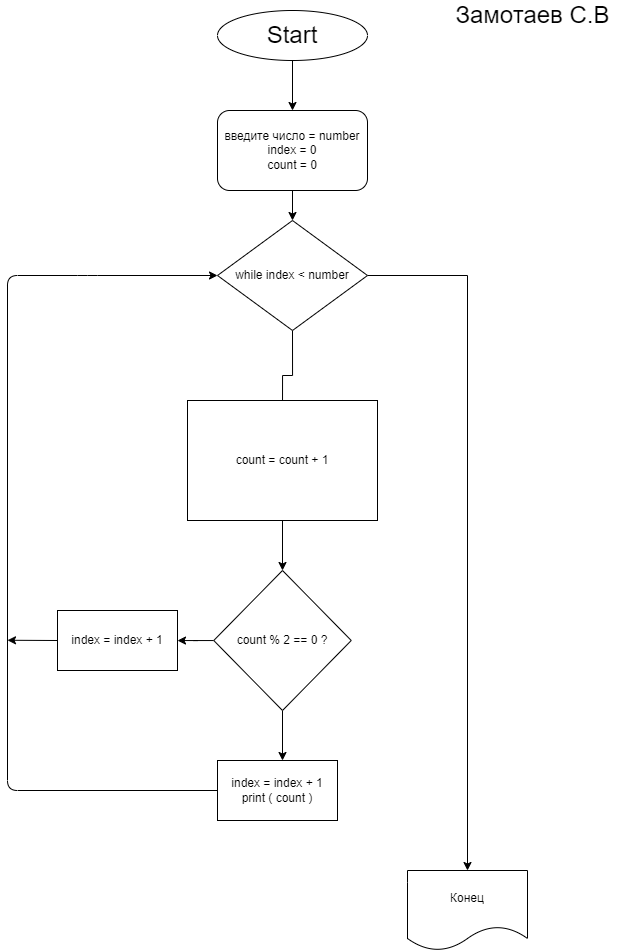 Замотаев С.В
Start
введите число = number
index = 0
count = 0
while index < number
count = count + 1
index = index + 1
count % 2 == 0 ?
index = index + 1
print ( count )
Конец